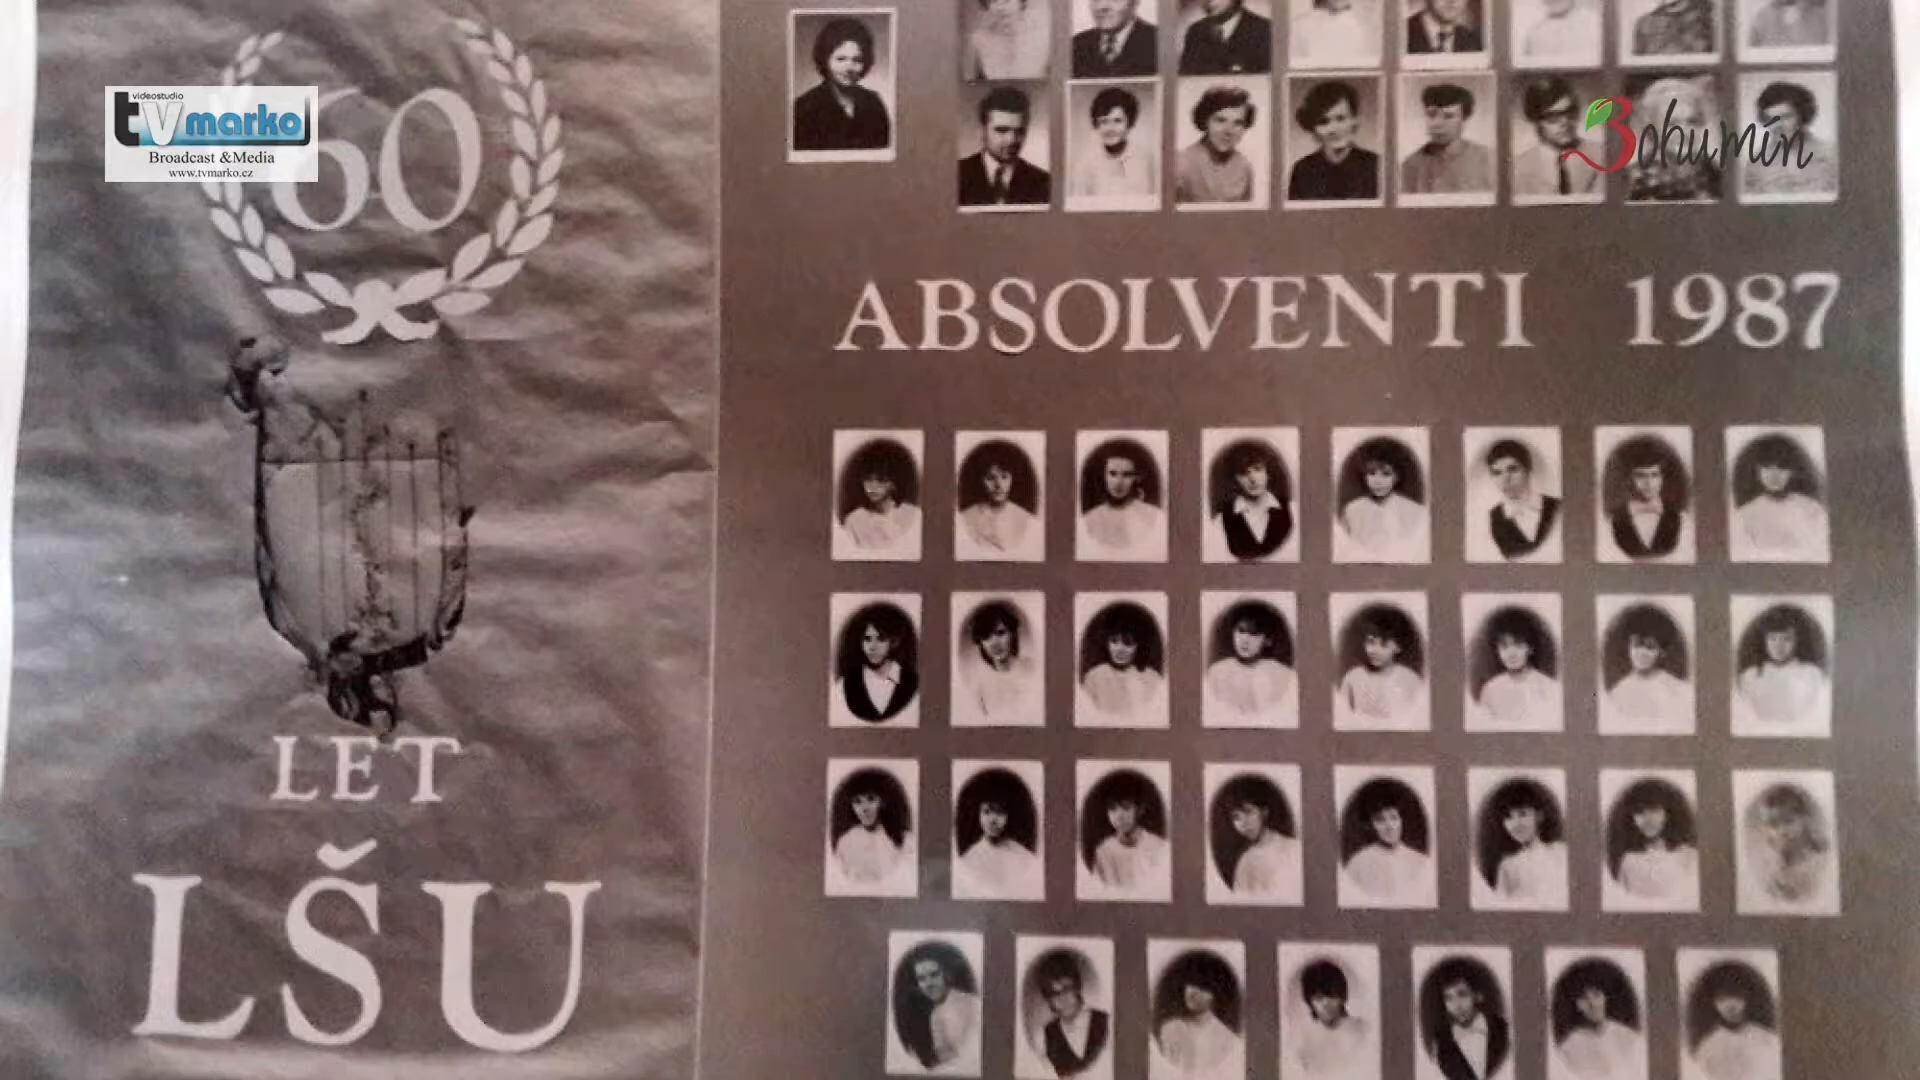 videostudio
tvmarko
Broadcast &Media
www.tvmarko.cz
60
LET
LŠU
Bohumín
ABSOLVENTI 1987